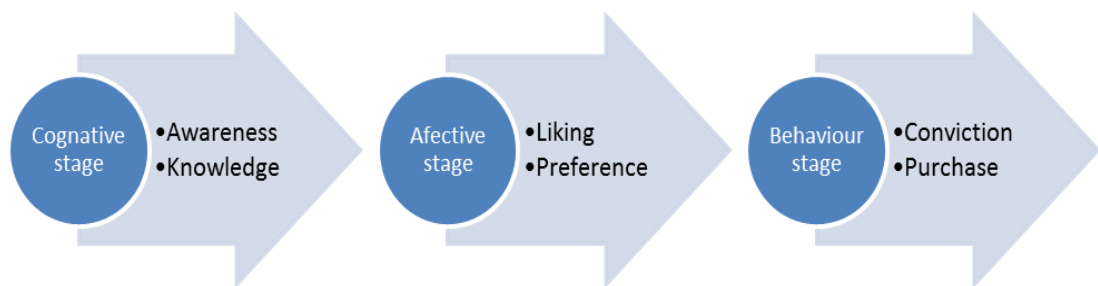 Cognative
stage
•Awareness
•Knowledge
Afective
stage
•Liking
•Preference
Behaviour
stage
•Conviction
•Purchase